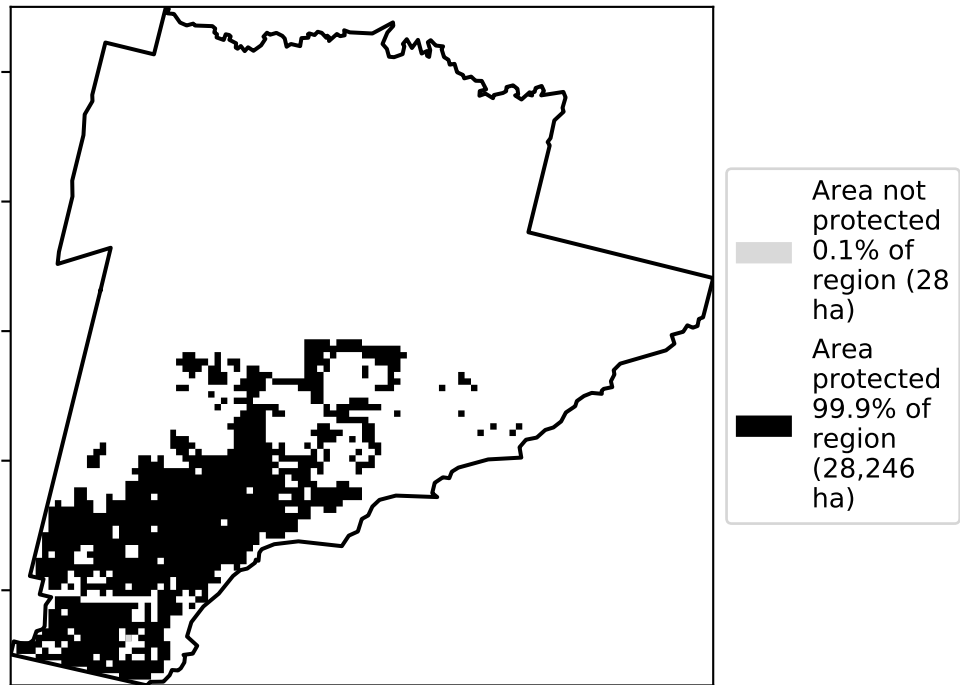 Area not
protected
0.1% of
region (28
ha)
Area
protected
99.9% of
region
(28,246
ha)